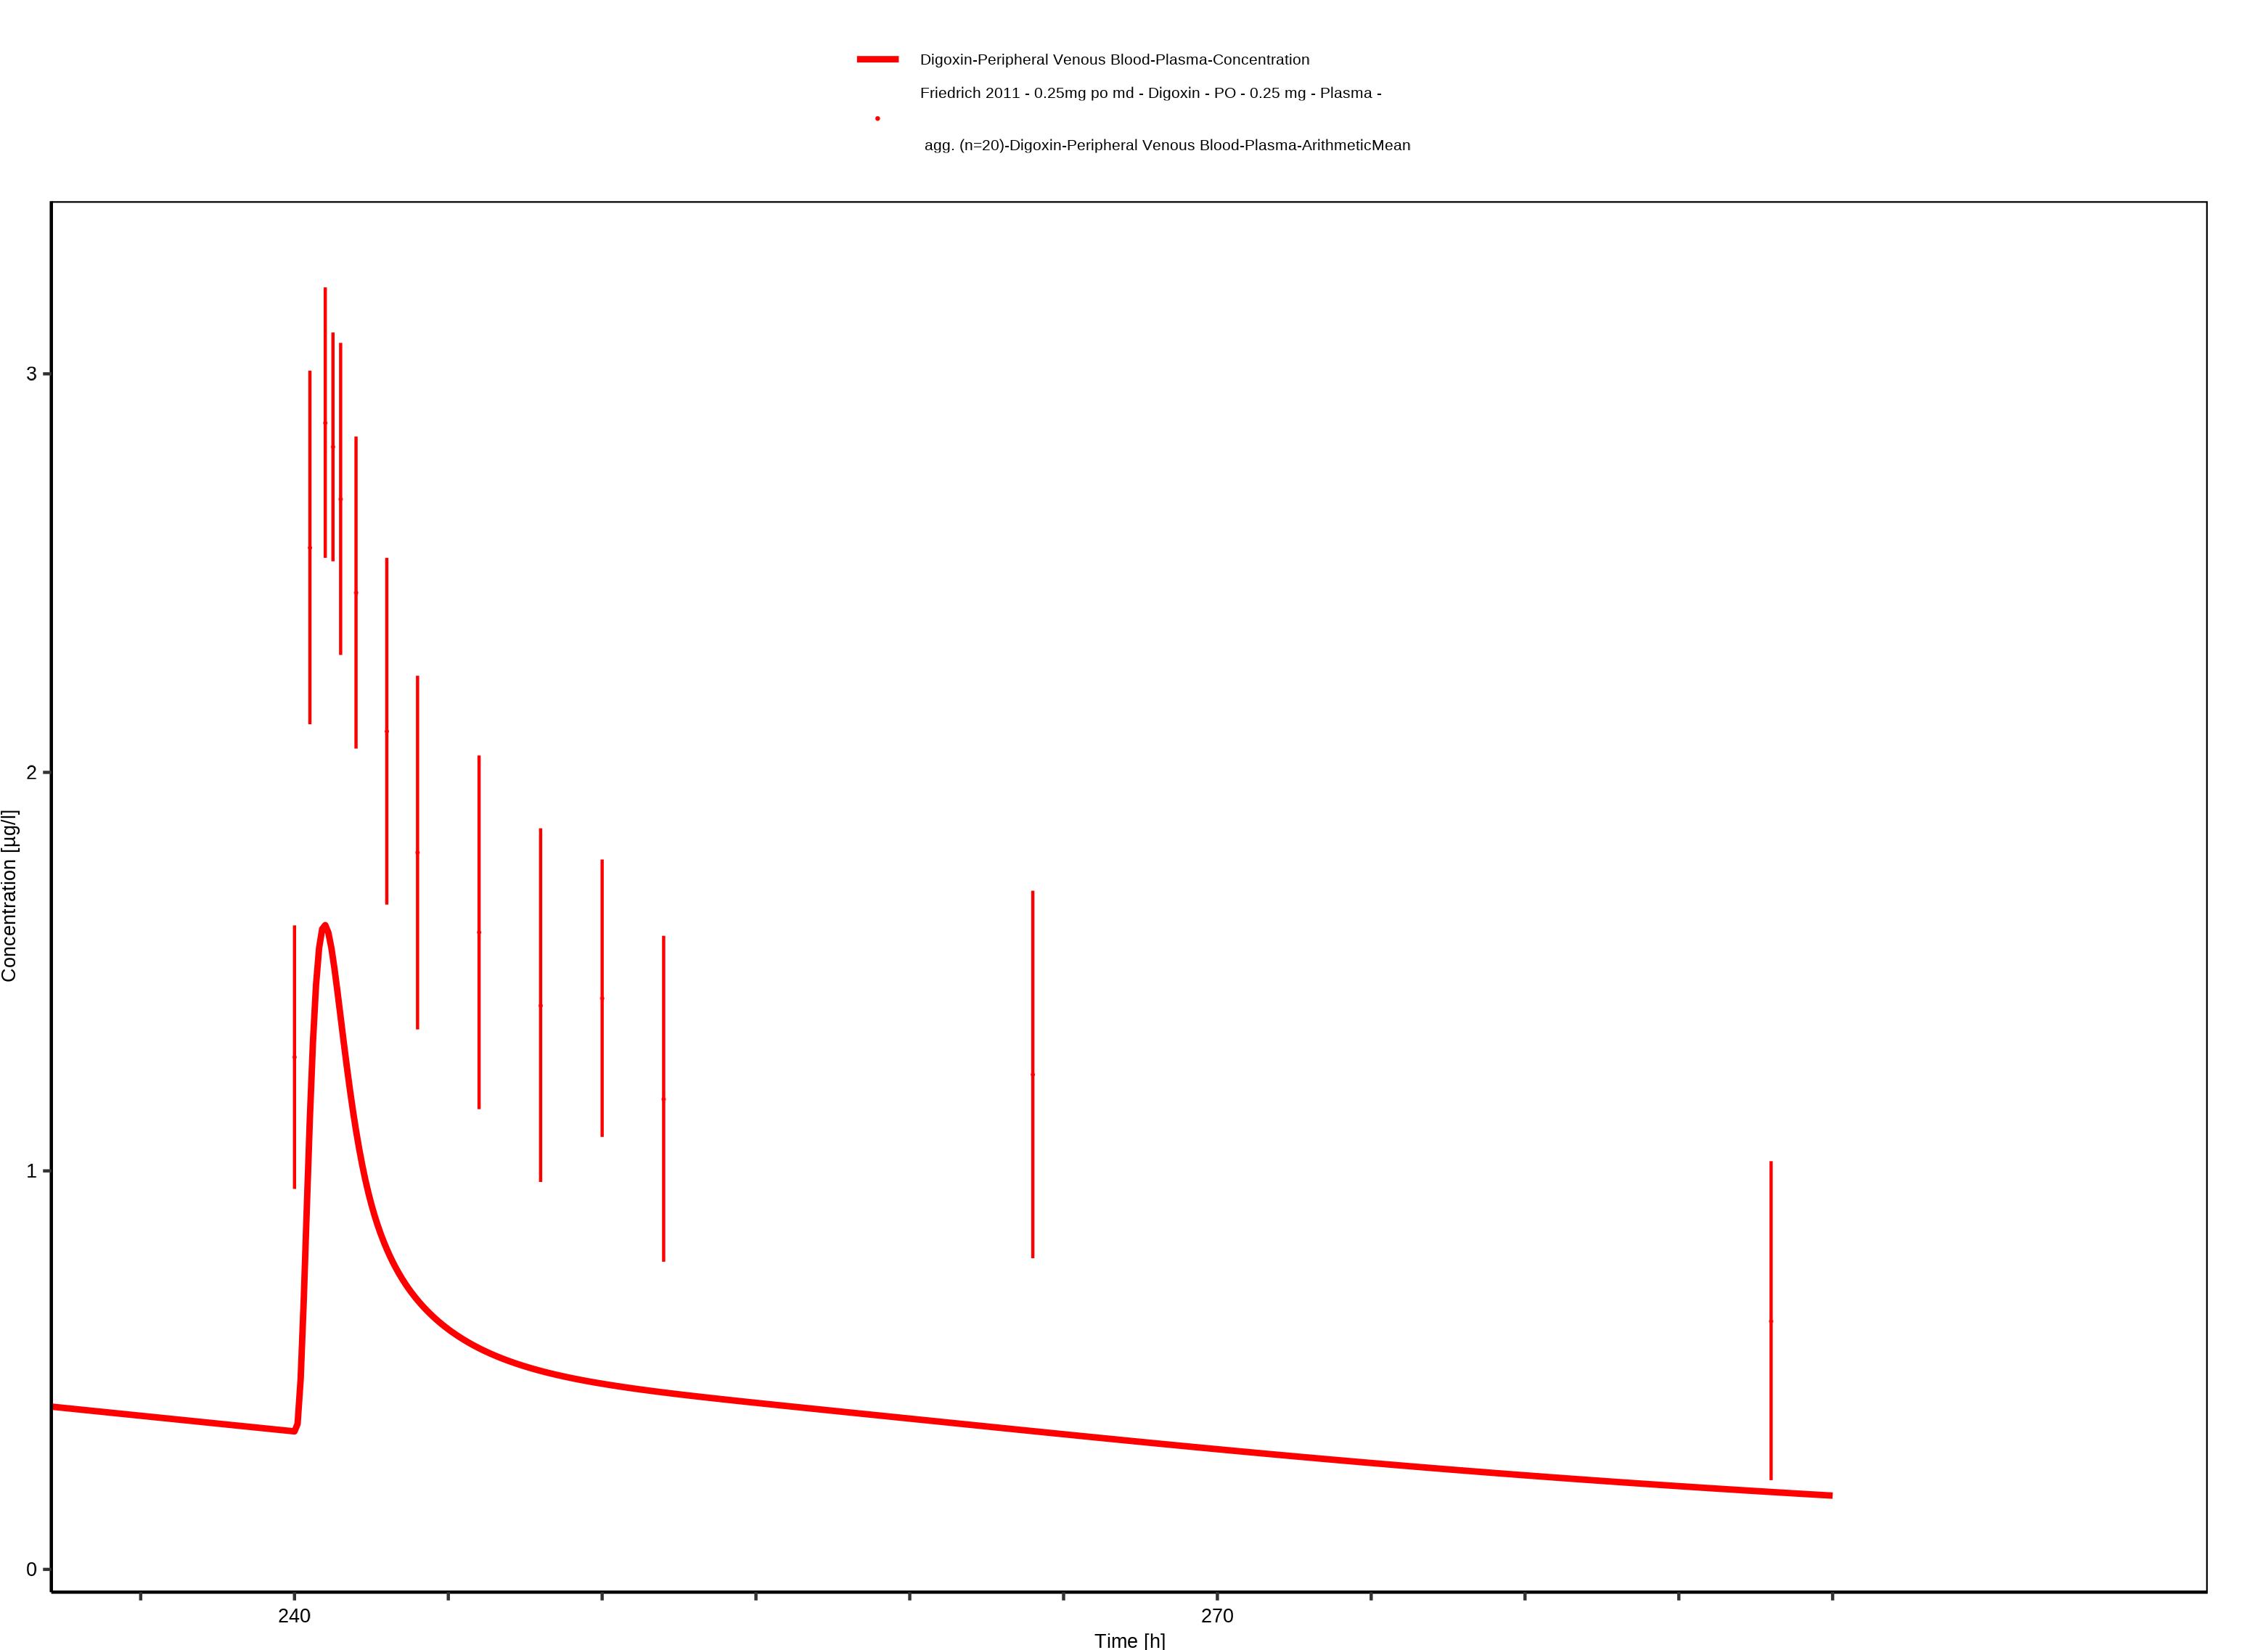 Digoxin-Peripheral Venous Blood-Plasma-Concentration
Friedrich 2011 - 0.25mg po md - Digoxin - PO - 0.25 mg - Plasma -
agg. (n=20)-Digoxin-Peripheral Venous Blood-Plasma-ArithmeticMean
3
2
1
0
Concentration [µg/l]
240
270
Time [h]